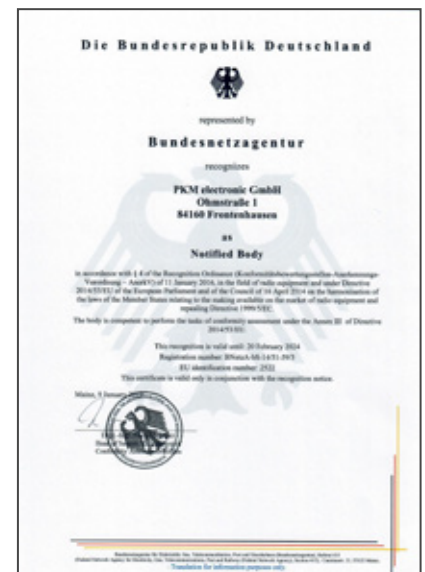 Die Bundesrepublik Deutschland
represented by
Bundesnetzagentur
recognizes
PKM electronic GmbH
Ohmstraße 1
84160 Frontenhausen
as
Notified Body
in accordance with § 8 of the Recognition Ordinance
of 11 January 2016, in the field of radio equipment and under Directive
2014/53/EU of the European Parliament and of the Council of 16 April 2014 on the harmonisation of
the laws of the Member States relating to the making available on the market of radio equipment and
repealing Directive 1999/5/EC.
The body is competent to perform the tasks of conformity assessment under the Annex III of Directive
2014/53/EU.
This recognition is valid until: 20 February 2024
Registration number:
EU identification number: 2522
This certificate is valid only in conjunction with the recognition notice.
Mainz, 9 January
Translation for information purposes only